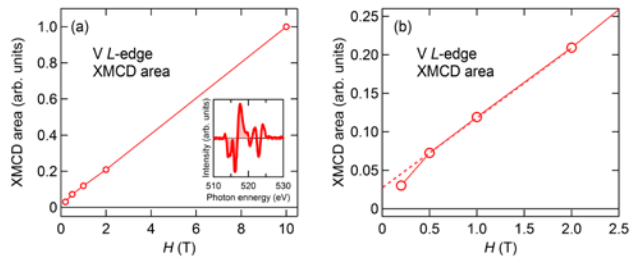 (a)
V L-edge
XMCD area
XMCD area (arb. units)
1.0
0.8
0.6
0.4
0.2
0
0
2
4
6
8
10
H (T)
Intensity (arb. units)
510
520
530
Photon ennergy (eV)
(b)
V L-edge
XMCD area
XMCD area (arb. units)
0.25
0.20
0.15
0.10
0.05
0
0
0.5
1.0
1.5
2.0
2.5
H (T)